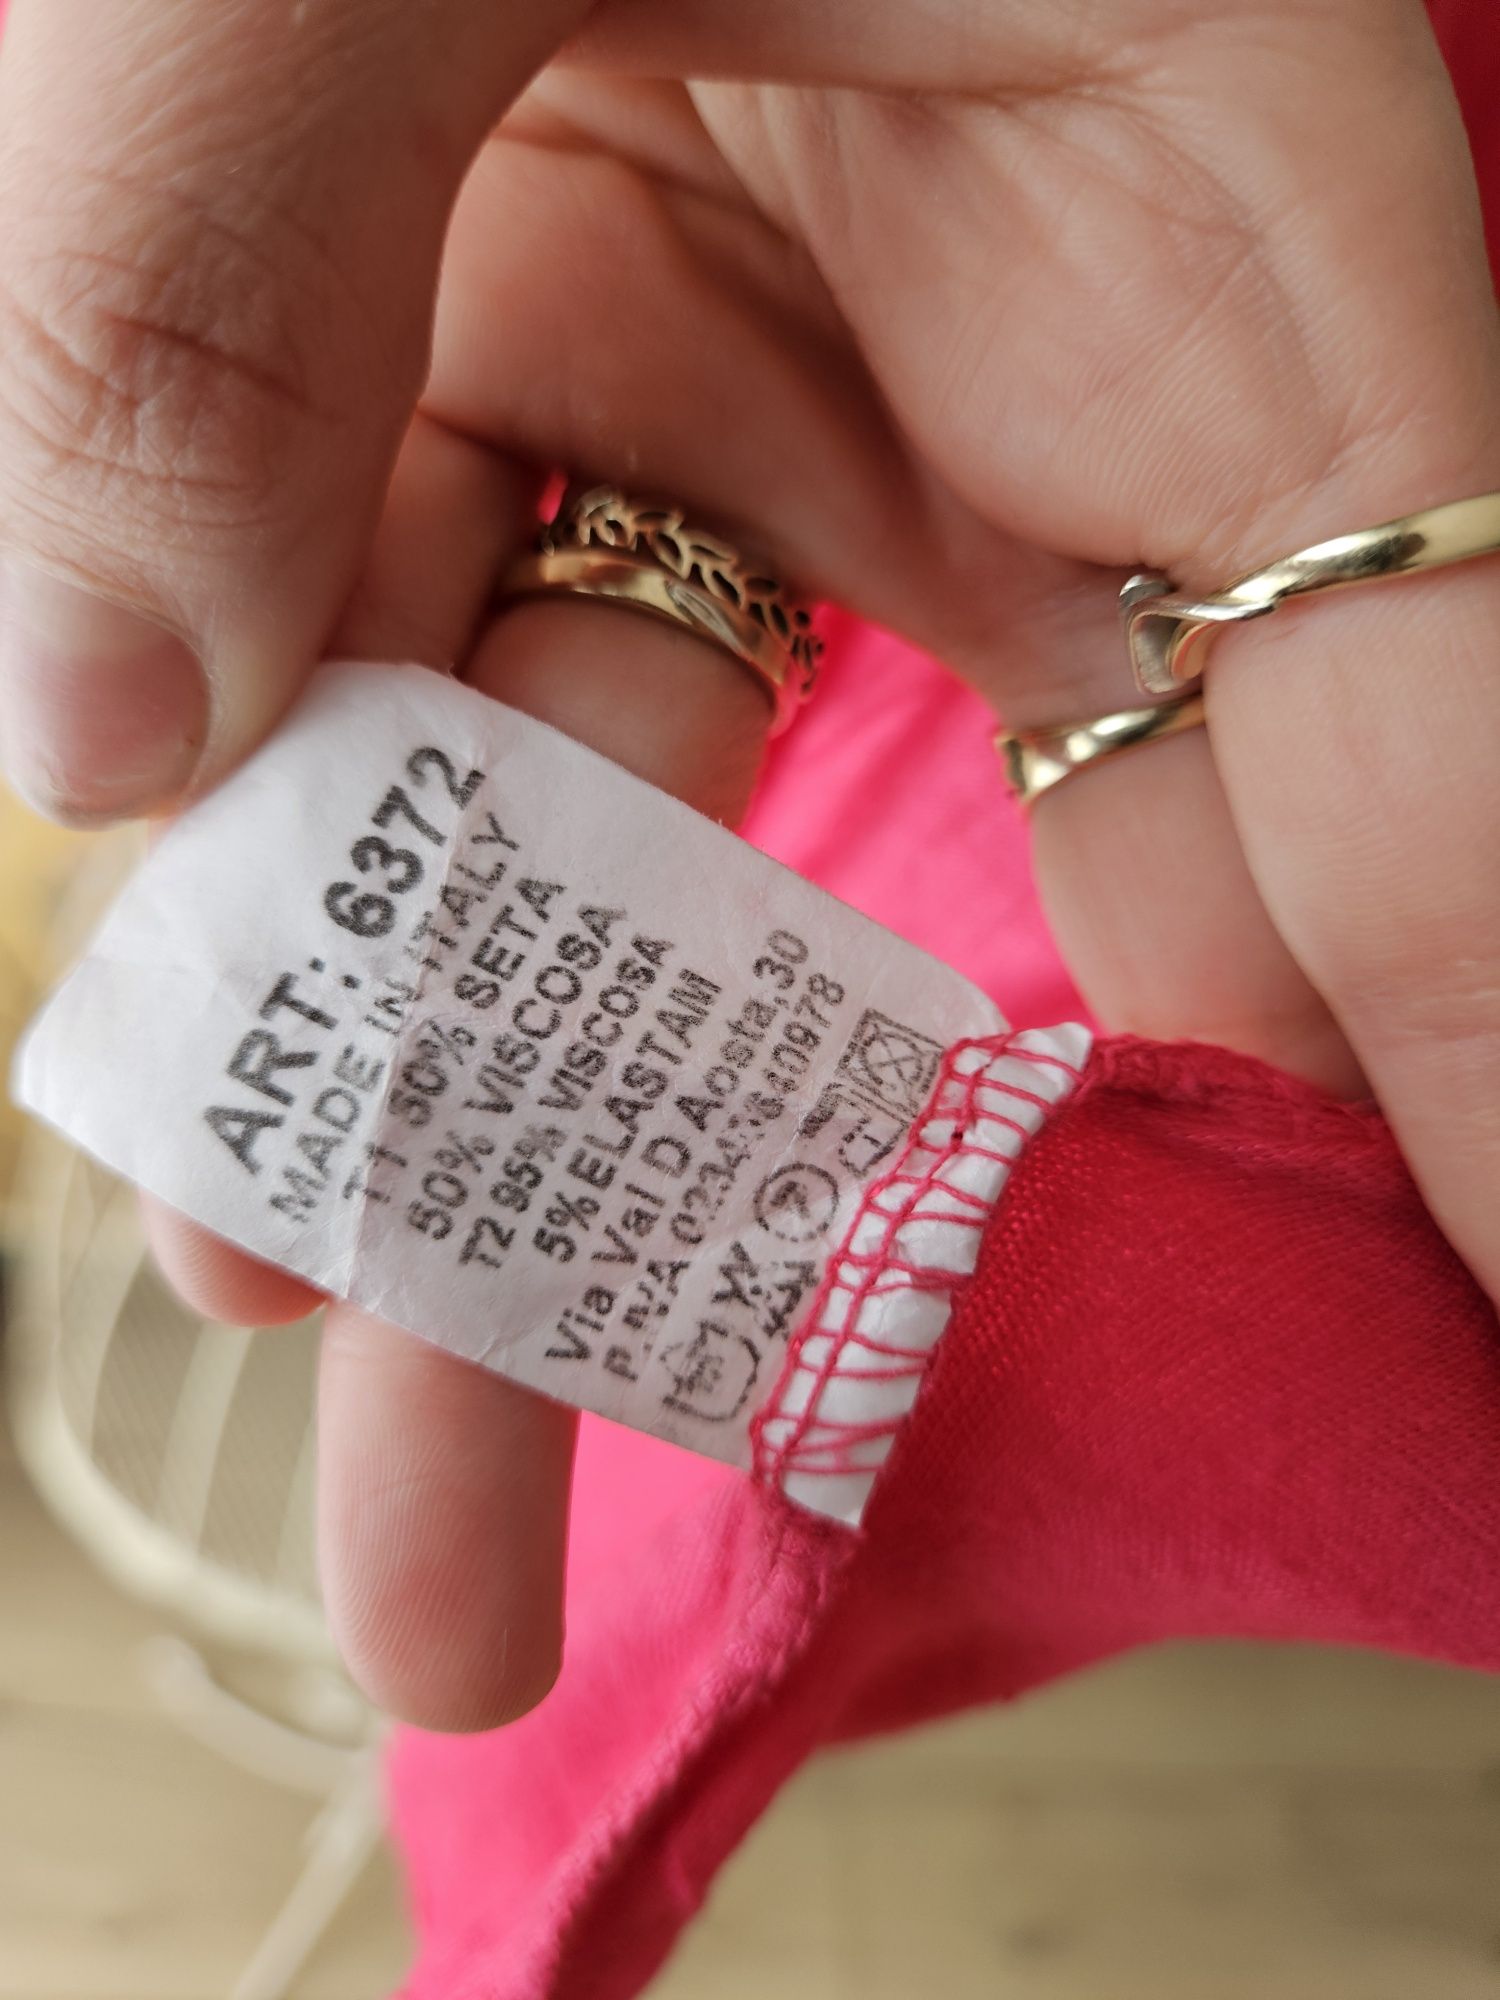 ART: 6372
MADE IN ITALY
T1 50% SETA
50% VISCOSA
T2 95% VISCOSA
5% ELASTAM
Via Val D Aosta,30
P.IVA